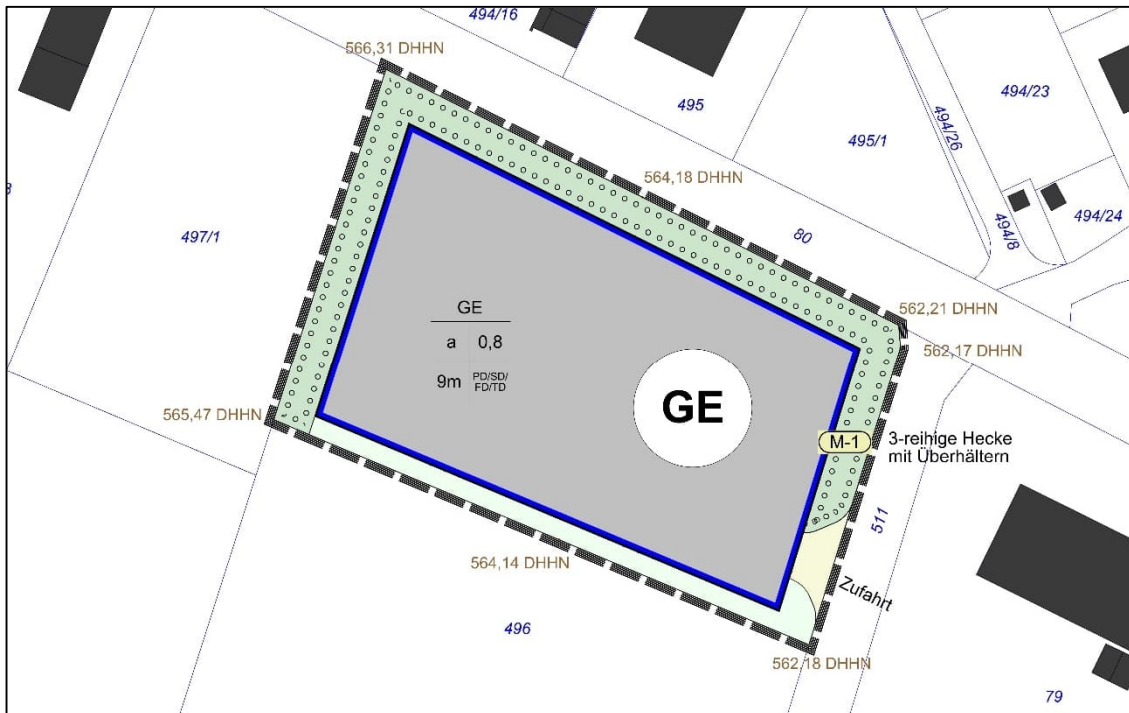 494/16
566,31 DHHN
495
494/23
494/26
495/1
564,18 DHHN
494/24
494/8
80
497/1
562,21 DHHN
562,17 DHHN
GE
a 0,8
9m PD/SD/
FD/TD
GE
565,47 DHHN
M-1
3-reihige Hecke
mit Überhältern
511
564,14 DHHN
Zufahrt
496
562,18 DHHN
79